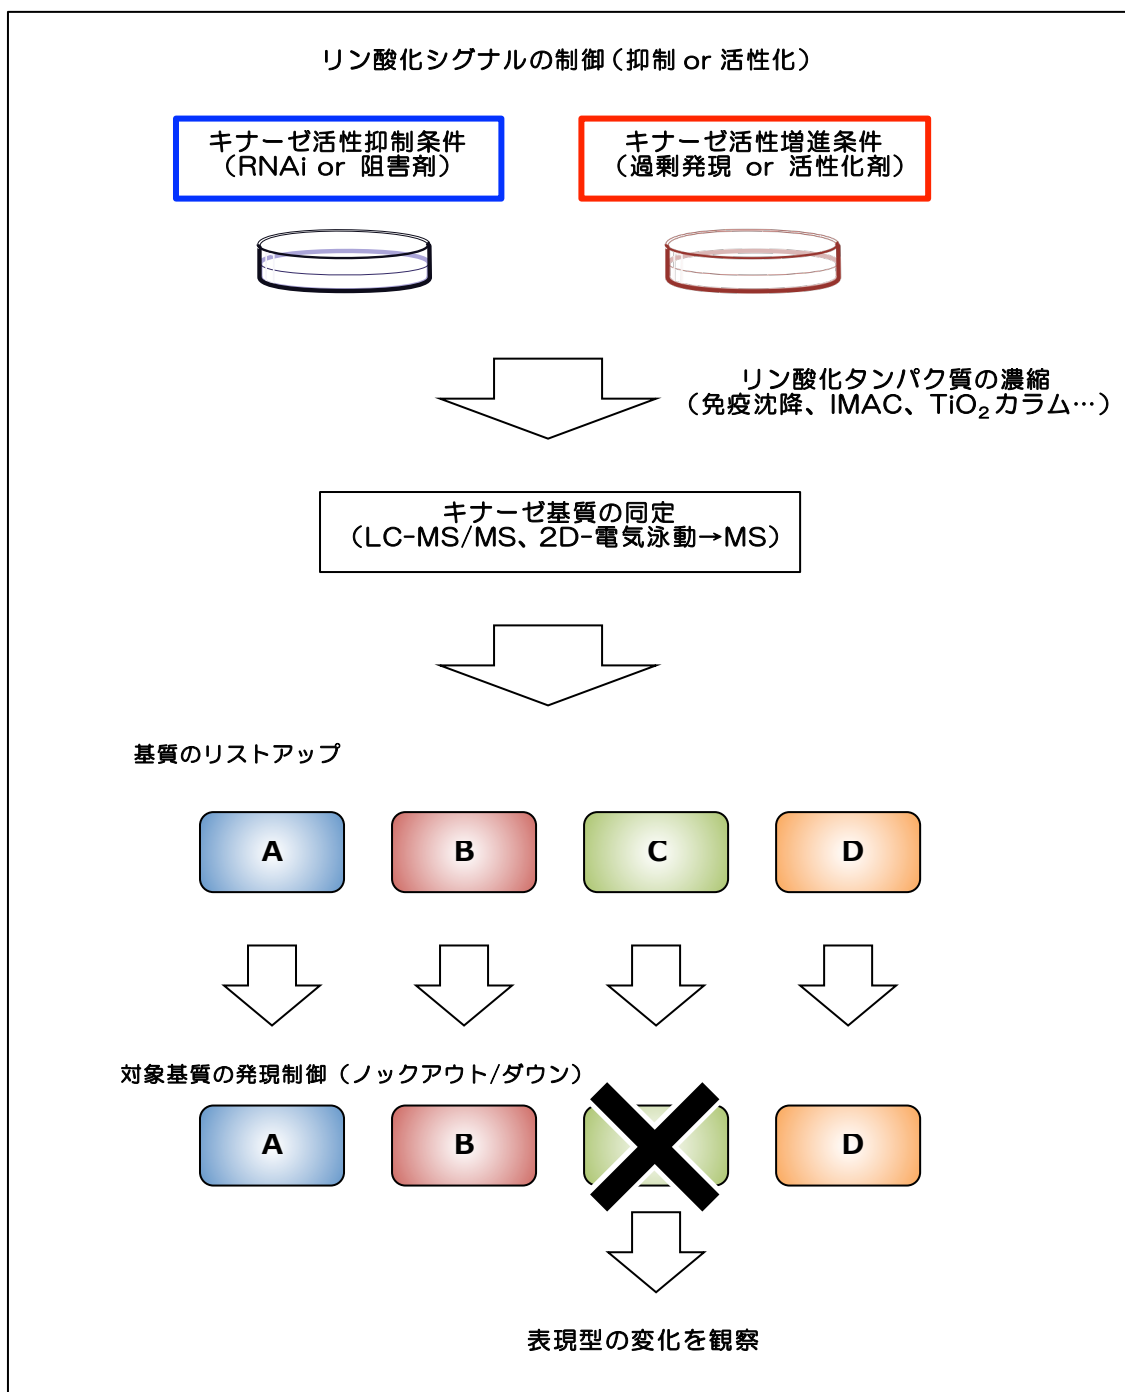 リン酸化シグナルの制御（抑制 or 活性化）
キナーゼ活性抑制条件
（RNAi or 阻害剤）
キナーゼ活性増進条件
（過剰発現 or 活性化剤）
リン酸化タンパク質の濃縮
（免疫沈降、IMAC、TiO₂カラム…）
キナーゼ基質の同定
（LC-MS/MS、2D-電気泳動→MS）
基質のリストアップ
A
B
C
D
対象基質の発現制御（ノックアウト/ダウン）
A
B
D
表現型の変化を観察